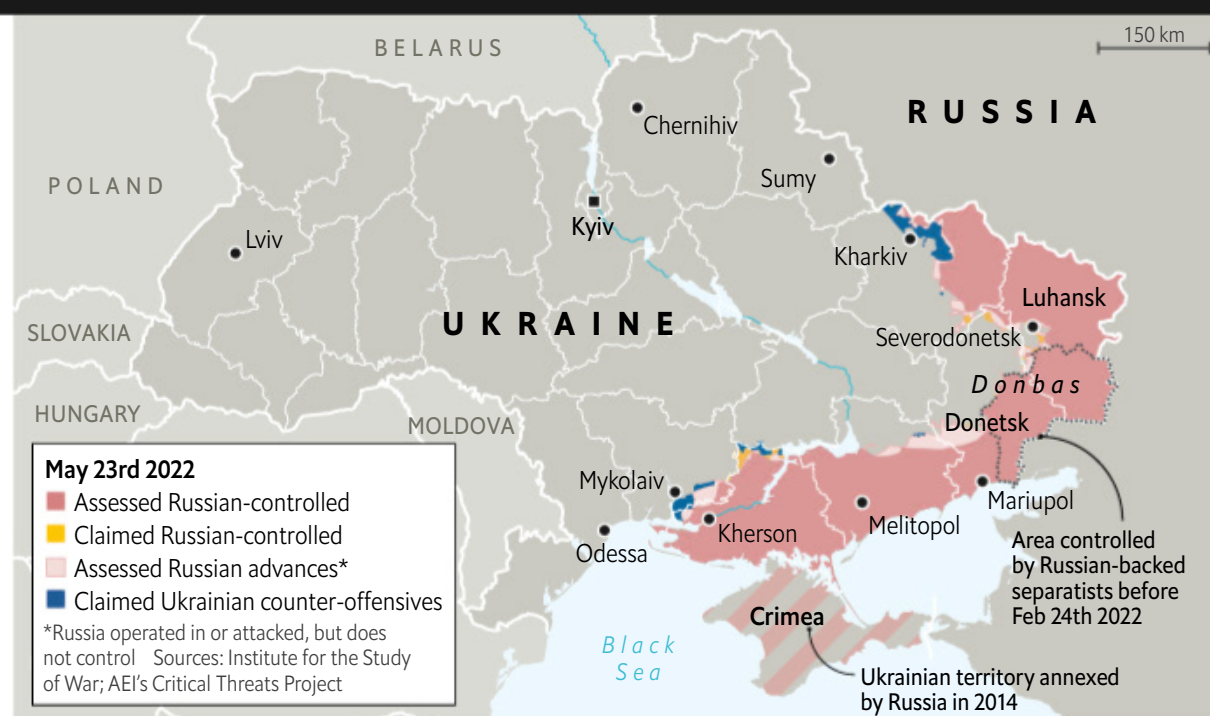 BELARUS
150 km
RUSSIA
Chernihiv
Sumy
POLAND
Kyiv
Lviv
Kharkiv
UKRAINE
Luhansk
SLOVAKIA
Severodonetsk
Donbas
HUNGARY
MOLDOVA
Donetsk
May 23rd 2022
Assessed Russian-controlled
Claimed Russian-controlled
Assessed Russian advances*
Claimed Ukrainian counter-offensives
*Russia operated in or attacked, but does
not control Sources: Institute for the Study
of War; AEI's Critical Threats Project
Mykolaiv
Mariupol
Kherson
Melitopol
Odessa
Area controlled
by Russian-backed
separatists before
Feb 24th 2022
Crimea
Black
Sea
Ukrainian territory annexed
by Russia in 2014